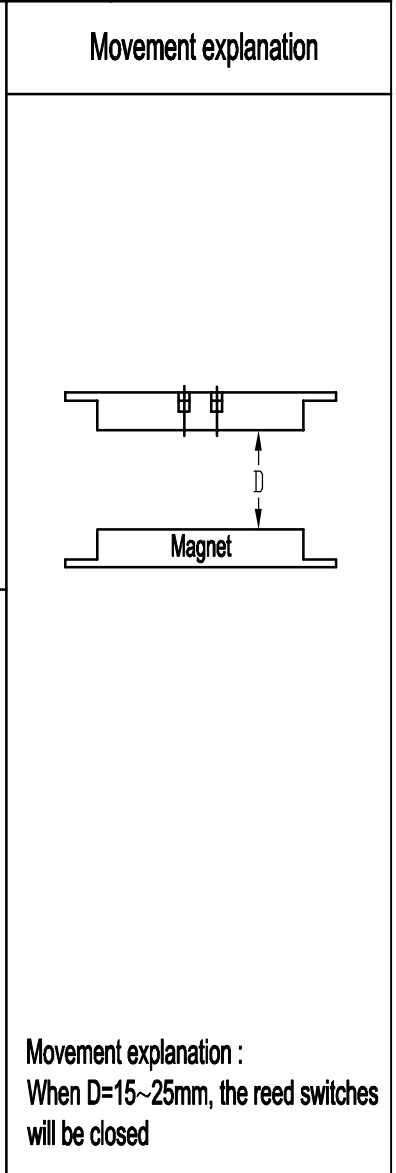 Movement explanation
D
Magnet
Movement explanation :
When D=15~25mm, the reed switches
will be closed